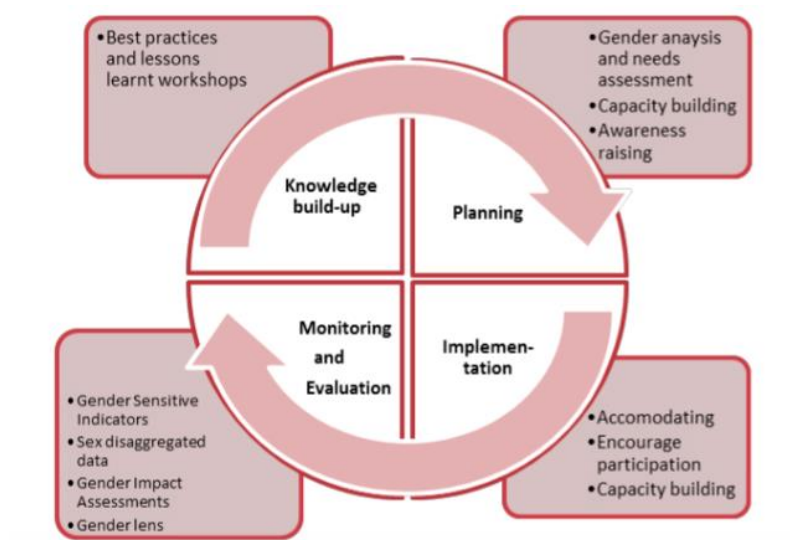 •Best practices
and lessons
learnt workshops
•Gender anaysis
and needs
assessment
•Capacity building
•Awareness
raising
Knowledge
build-up
Planning
Monitoring
and
Evaluation
Implemen-
tation
•Gender Sensitive
Indicators
•Sex disaggregated
data
•Gender Impact
Assessments
•Gender lens
•Accomodating
•Encourage
participation
•Capacity building